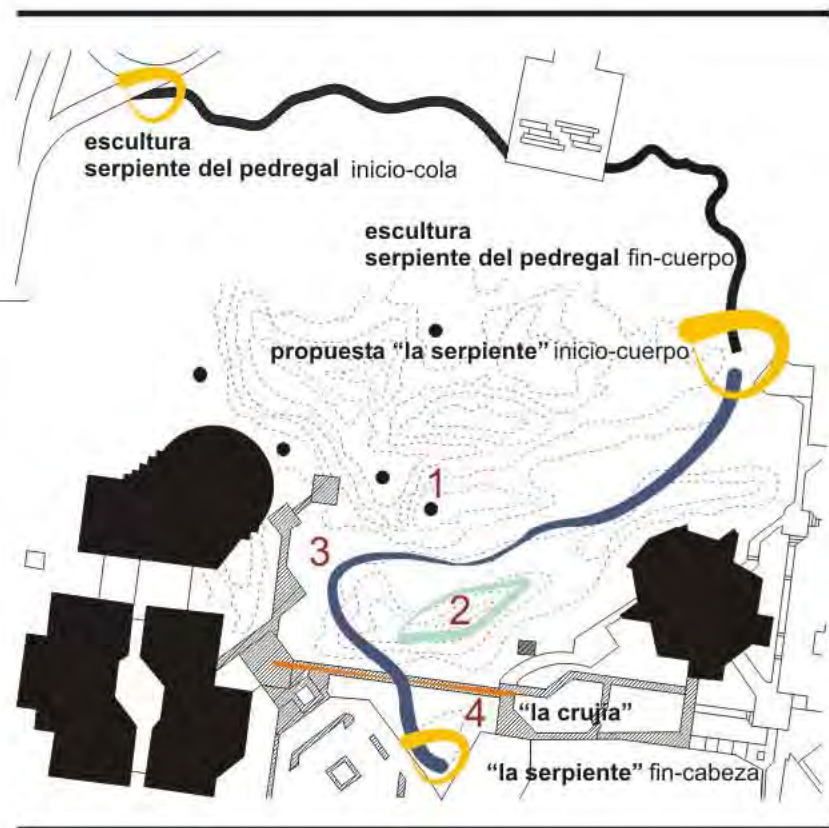 escultura
serpiente del pedregal inicio-cola
escultura
serpiente del pedregal fin-cuerpo
propuesta “la serpiente” inicio-cuerpo
1
3
2
4
“la crujía”
“la serpiente” fin-cabeza